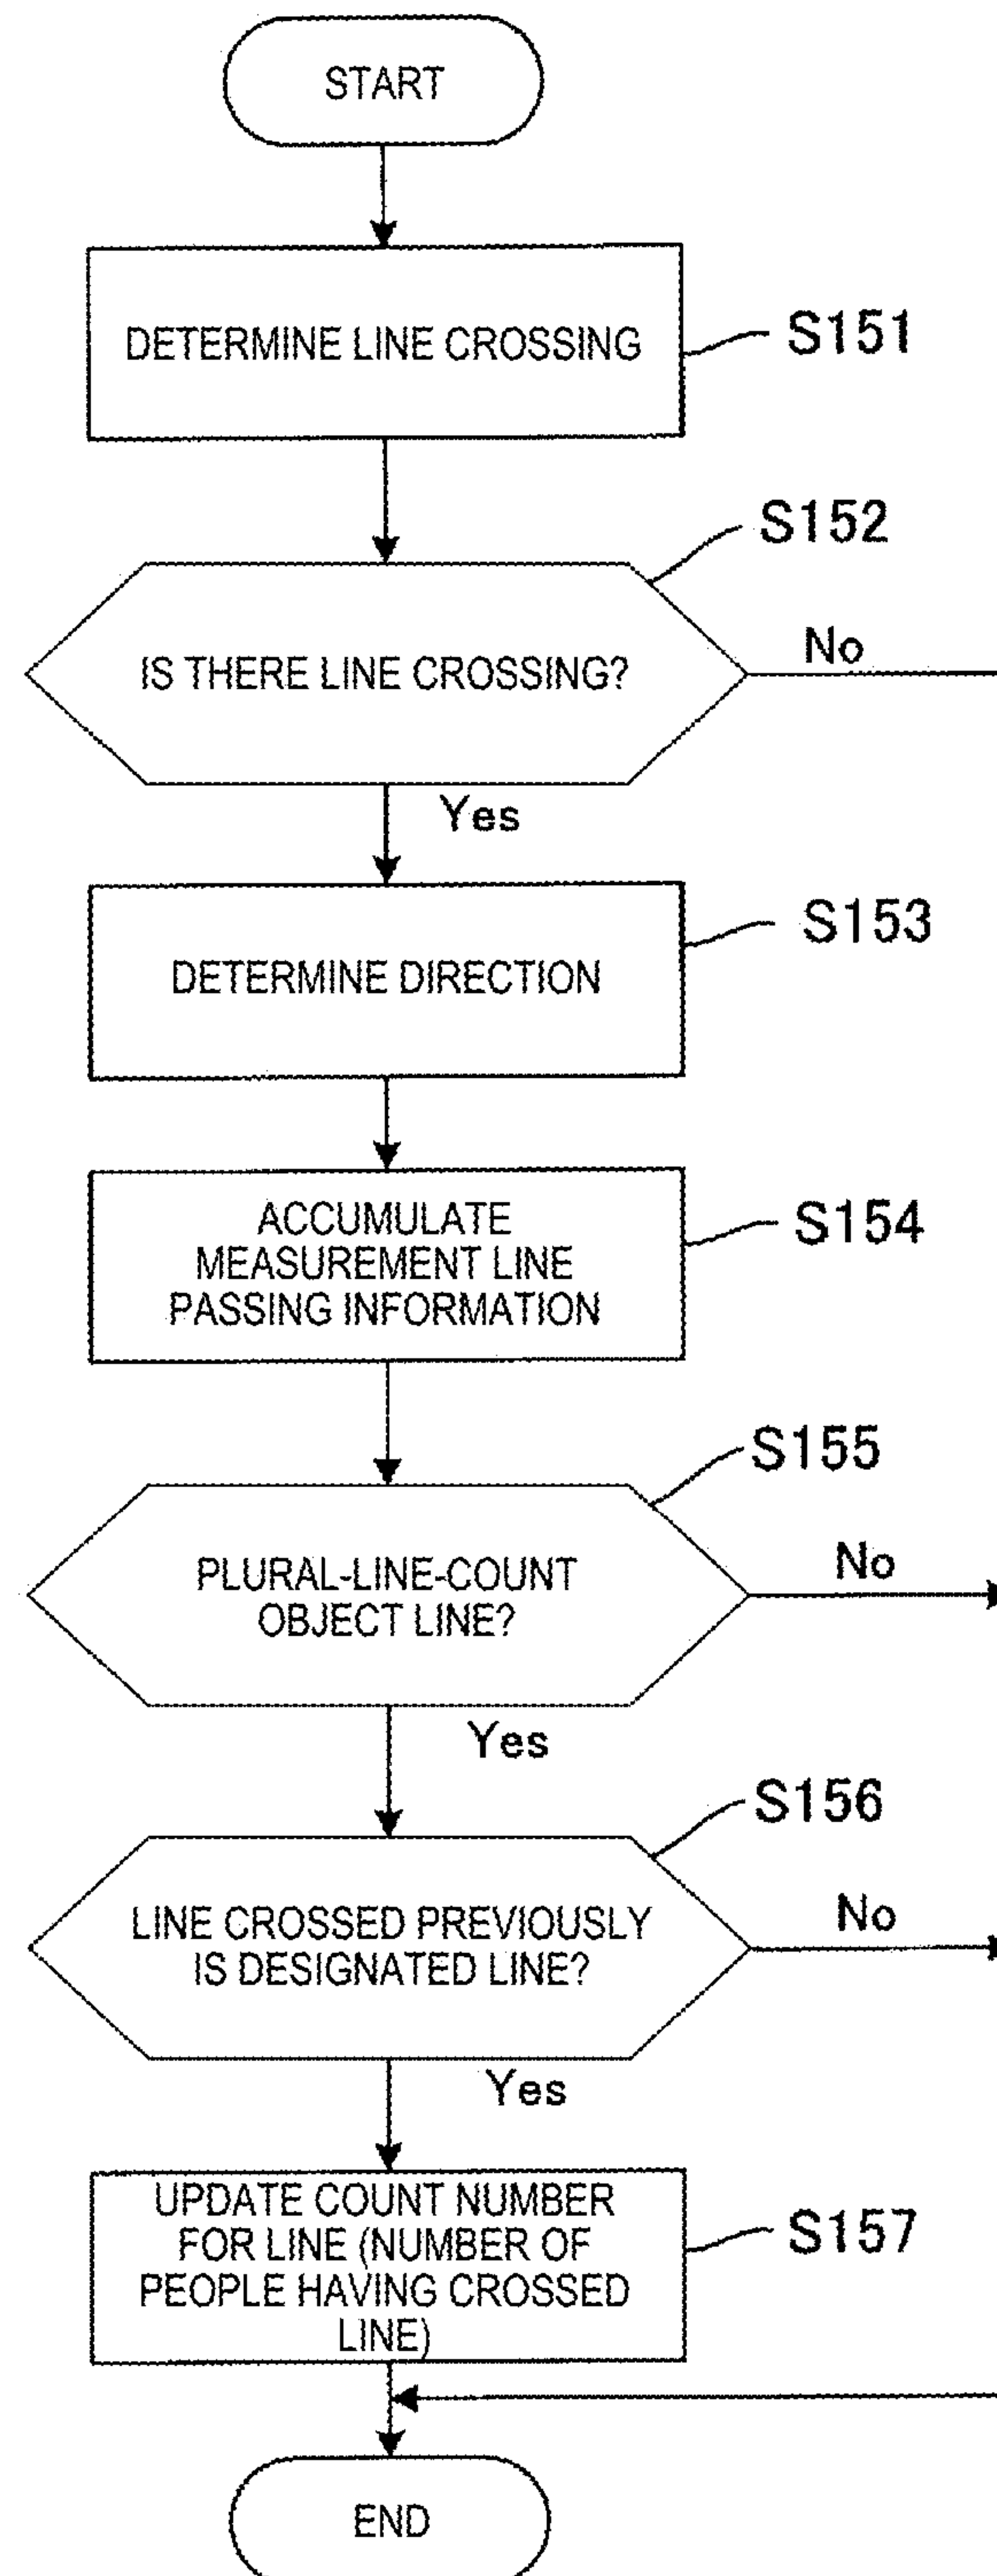 START
DETERMINE LINE CROSSING
S151
S152
IS THERE LINE CROSSING?
No
Yes
S153
DETERMINE DIRECTION
ACCUMULATE
MEASUREMENT LINE
PASSING INFORMATION
S154
S155
PLURAL-LINE-COUNT
OBJECT LINE?
No
Yes
S156
LINE CROSSED PREVIOUSLY
IS DESIGNATED LINE?
No
Yes
UPDATE COUNT NUMBER
FOR LINE (NUMBER OF
PEOPLE HAVING CROSSED
LINE)
S157
END